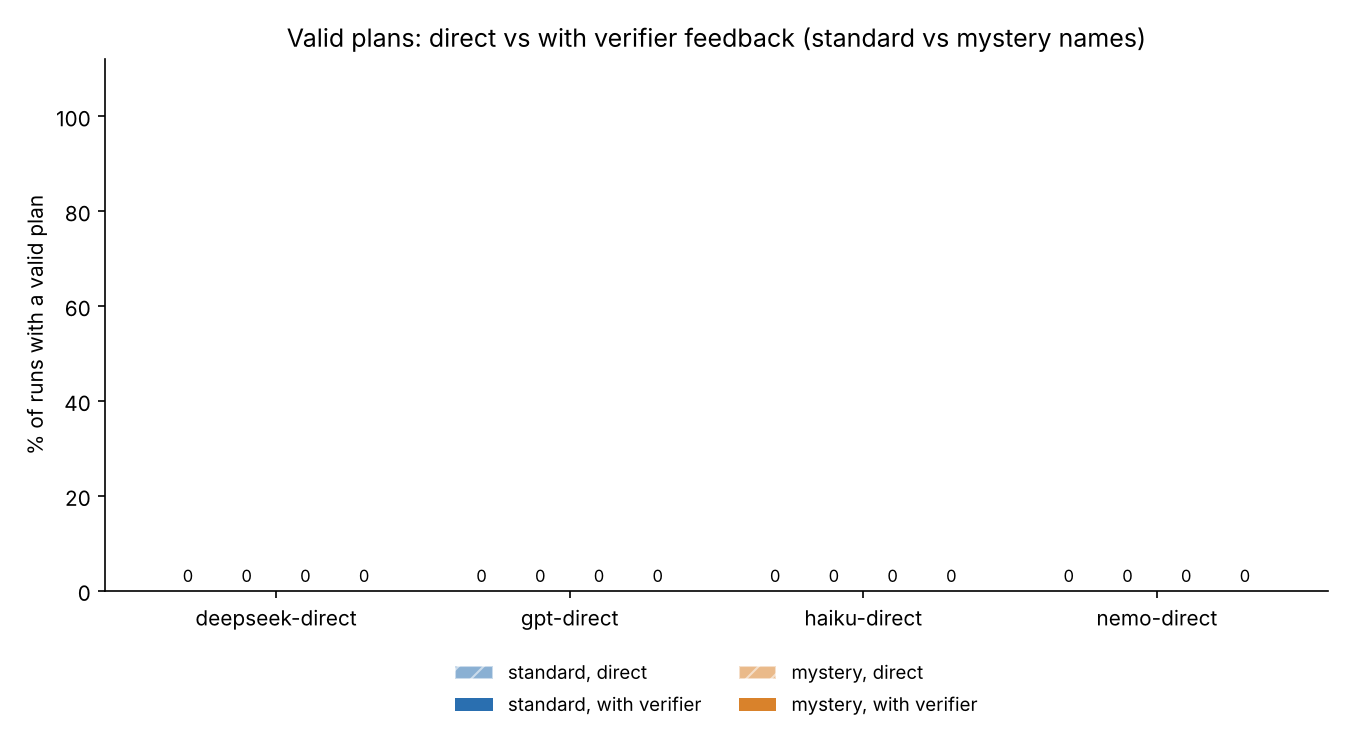 Valid plans: direct vs with verifier feedback (standard vs mystery names)
% of runs with a valid plan
100
80
60
40
20
0
0 0 0 0 0 0 0 0 0 0 0 0 0 0 0 0
deepseek-direct gpt-direct haiku-direct nemo-direct
standard, direct mystery, direct
standard, with verifier mystery, with verifier